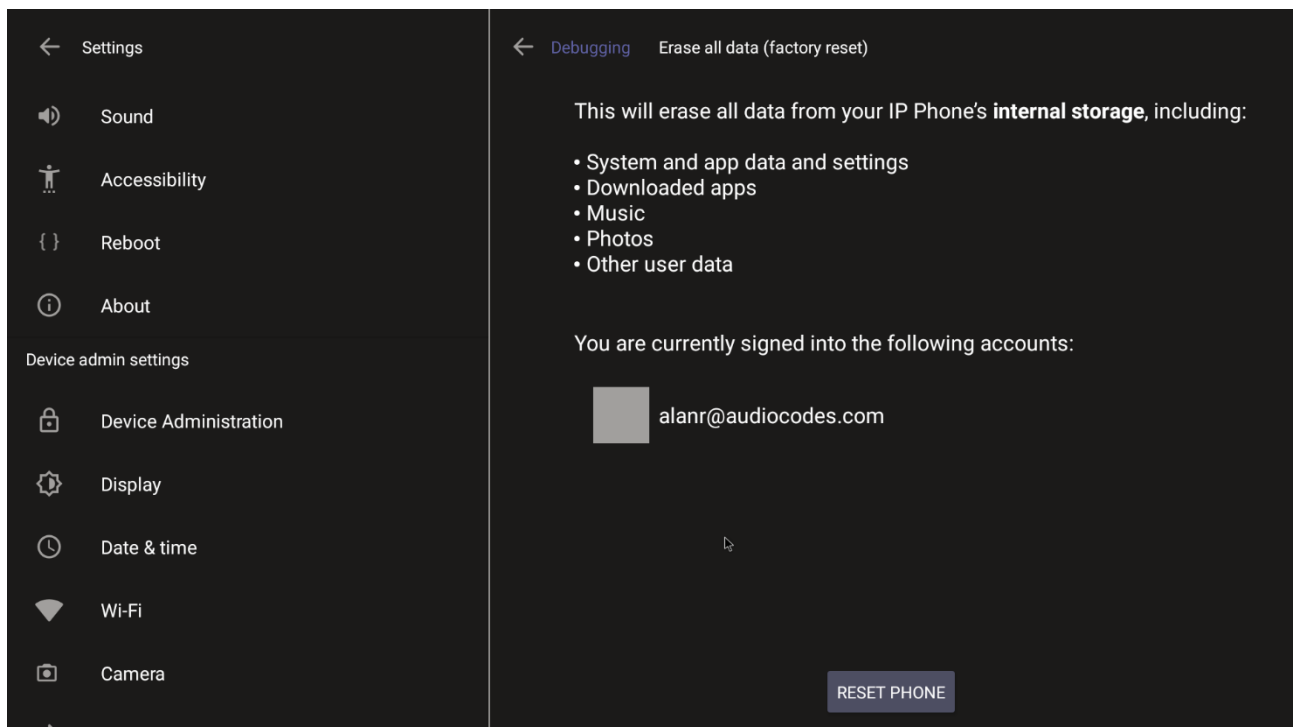 Settings
Sound
Accessibility
{ } Reboot
About
Device admin settings
Device Administration
Display
Date & time
Wi-Fi
Camera
Debugging Erase all data (factory reset)
This will erase all data from your IP Phone's internal storage, including:
• System and app data and settings
• Downloaded apps
• Music
• Photos
• Other user data
You are currently signed into the following accounts:
alanr@audiocodes.com
RESET PHONE